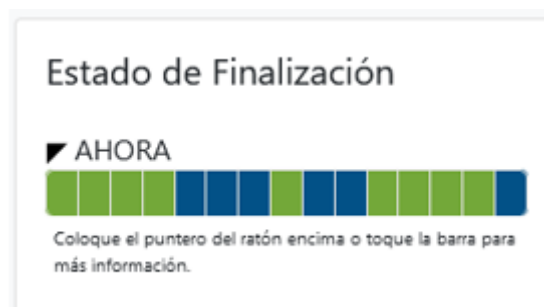 Estado de Finalización
AHORA
Coloque el puntero del ratón encima o toque la barra para
más información.